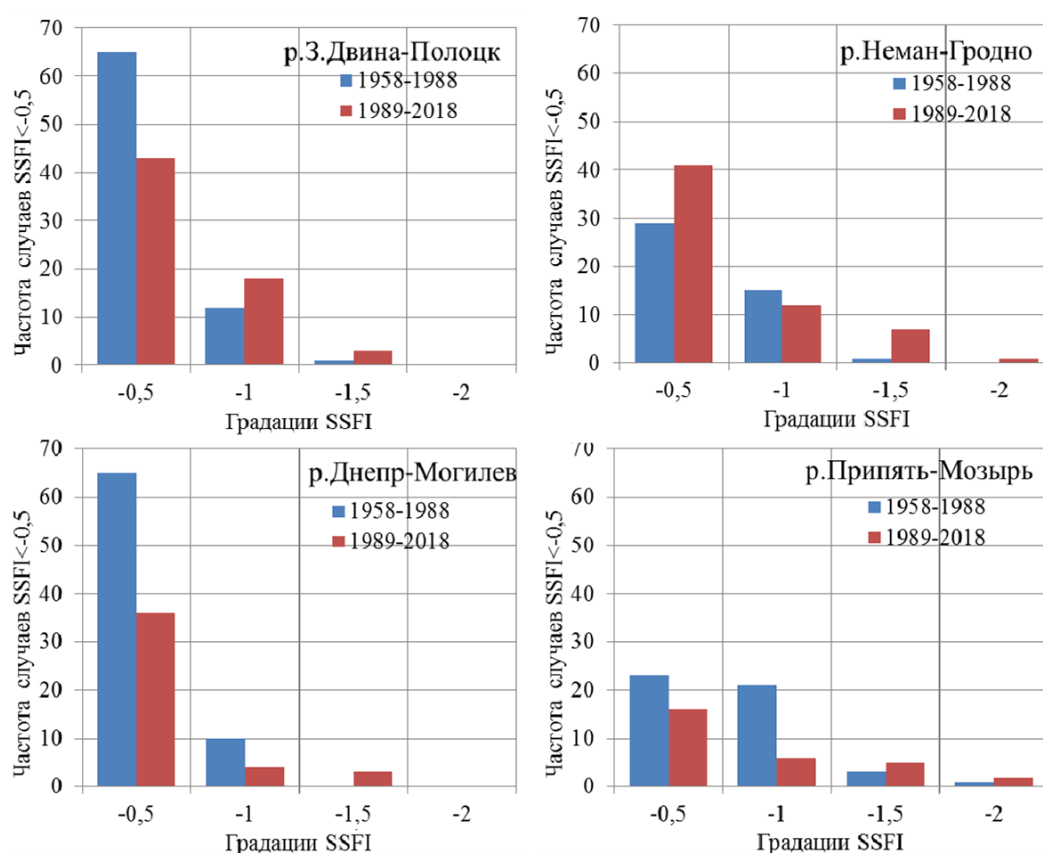 р.З.Двина-Полоцк
1958-1988
1989-2018
Частота случаев SSFI<-0,5
70
60
50
40
30
20
10
0
-0,5 -1 -1,5 -2
Градации SSFI
р.Неман-Гродно
1958-1988
1989-2018
Частота случаев SSFI<-0,5
70
60
50
40
30
20
10
0
-0,5 -1 -1,5 -2
Градации SSFI
р.Днепр-Могилев
1958-1988
1989-2018
Частота случаев SSFI<-0,5
70
60
50
40
30
20
10
0
-0,5 -1 -1,5 -2
Градации SSFI
р.Припять-Мозырь
1958-1988
1989-2018
Частота случаев SSFI<-0,5
70
60
50
40
30
20
10
0
-0,5 -1 -1,5 -2
Градации SSFI